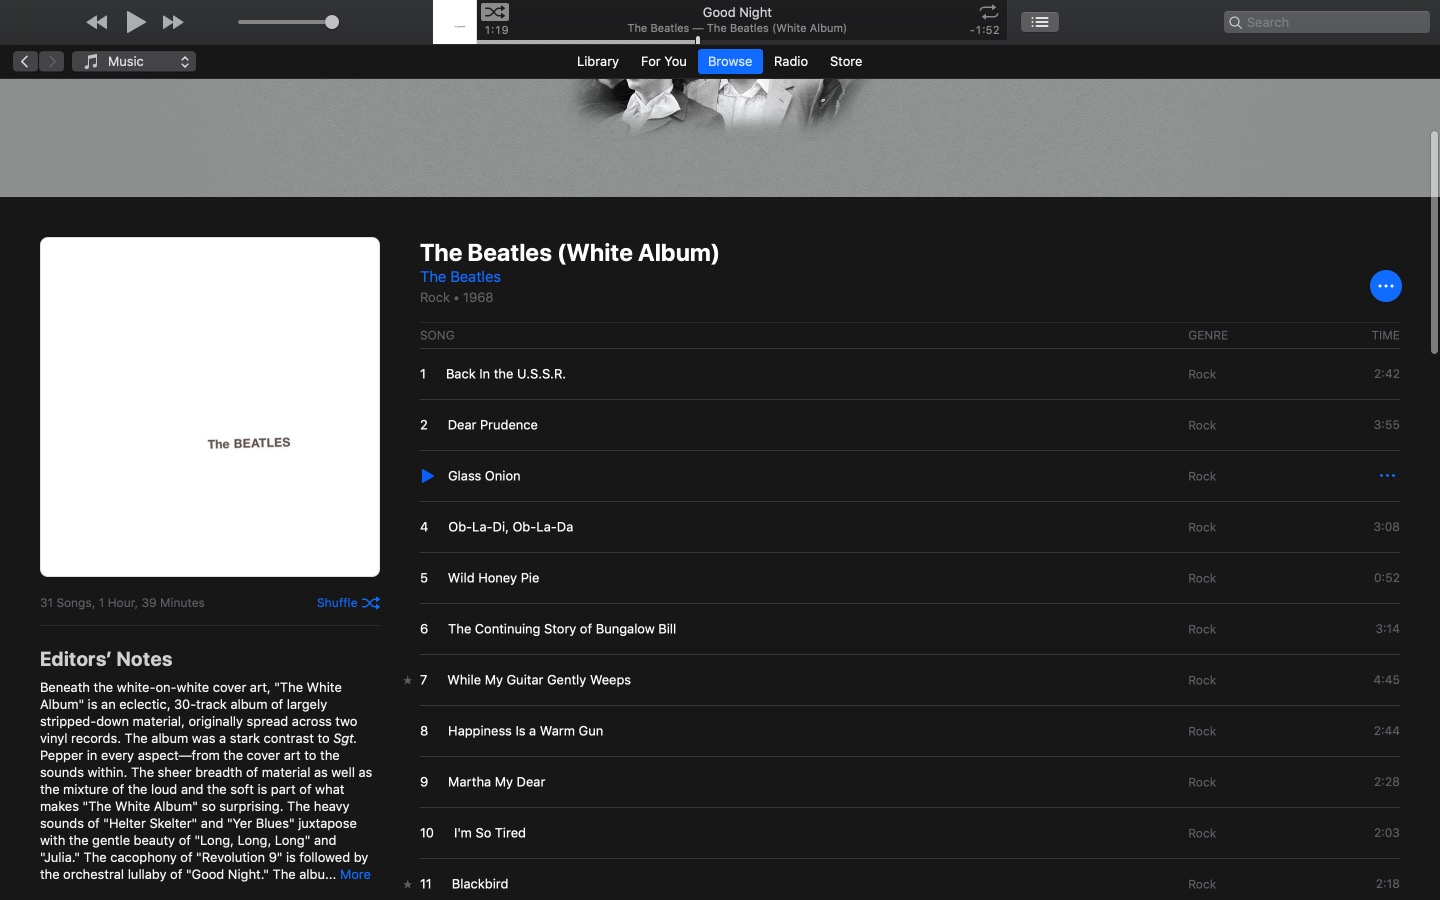 Good Night
1:19
The Beatles — The Beatles (White Album)
-1:52
Search
Music
Library
For You
Browse
Radio
Store
The BEATLES
31 Songs, 1 Hour, 39 Minutes
Shuffle
Editors’ Notes
Beneath the white-on-white cover art, "The White
Album" is an eclectic, 30-track album of largely
stripped-down material, originally spread across two
vinyl records. The album was a stark contrast to Sgt.
Pepper in every aspect—from the cover art to the
sounds within. The sheer breadth of material as well as
the mixture of the loud and the soft is part of what
makes "The White Album" so surprising. The heavy
sounds of "Helter Skelter" and "Yer Blues" juxtapose
with the gentle beauty of "Long, Long, Long" and
"Julia." The cacophony of "Revolution 9" is followed by
the orchestral lullaby of "Good Night." The albu... More
The Beatles (White Album)
The Beatles
Rock • 1968
SONG GENRE TIME
1 Back In the U.S.S.R. Rock 2:42
2 Dear Prudence Rock 3:55
Glass Onion Rock
4 Ob-La-Di, Ob-La-Da Rock 3:08
5 Wild Honey Pie Rock 0:52
6 The Continuing Story of Bungalow Bill Rock 3:14
7 While My Guitar Gently Weeps Rock 4:45
8 Happiness Is a Warm Gun Rock 2:44
9 Martha My Dear Rock 2:28
10 I'm So Tired Rock 2:03
11 Blackbird Rock 2:18